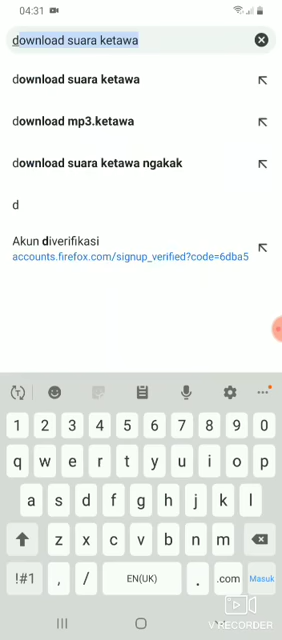 04:31
download suara ketawa
download suara ketawa
download mp3.ketawa
download suara ketawa ngakak
d
Akun diverifikasi
accounts.firefox.com/signup_verified?code=6dba5
1 2 3 4 5 6 7 8 9 0
q w e r t y u i o p
a s d f g h j k l
z x c v b n m
!#1 , / EN(UK) . .com Masuk
V RECORDER